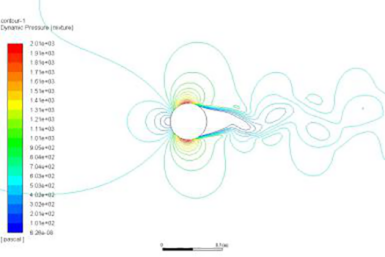 contour-1
Dynamic Pressure (mixture)
2.01e+03
1.91e+03
1.81e+03
1.71e+03
1.61e+03
1.51e+03
1.41e+03
1.31e+03
1.21e+03
1.11e+03
1.01e+03
9.05e+02
8.04e+02
7.04e+02
6.03e+02
5.03e+02
4.02e+02
3.02e+02
2.01e+02
1.01e+02
[pascal]
0